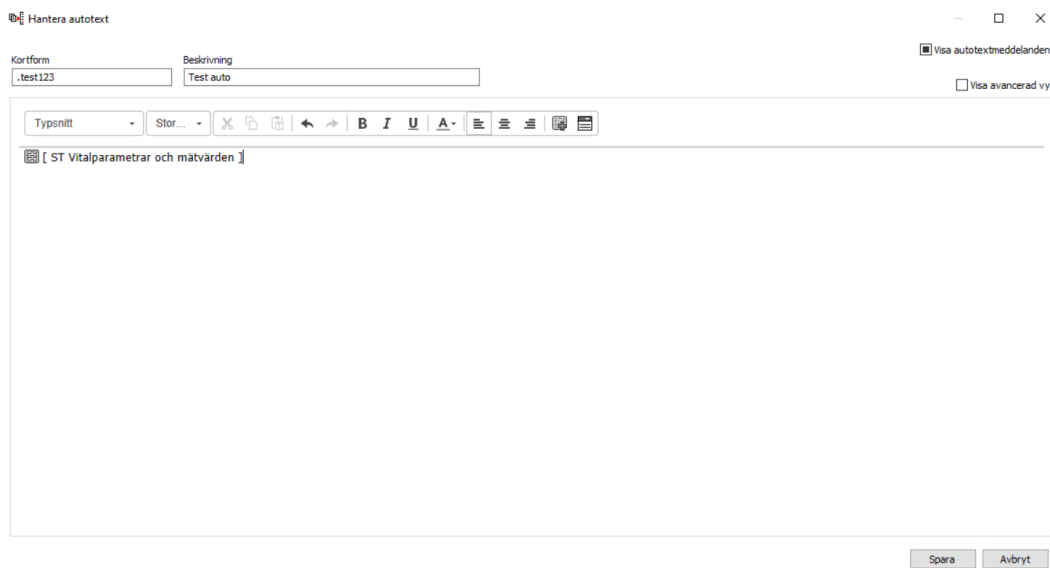 Hantera autotext
Visa autotextmeddelanden
Kortform Beskrivning
.test123 Test auto
Visa avancerad vy
Typsnitt Stor... B I U A
[ ST Vitalparametrar och mätvärden ]
Spara Avbryt